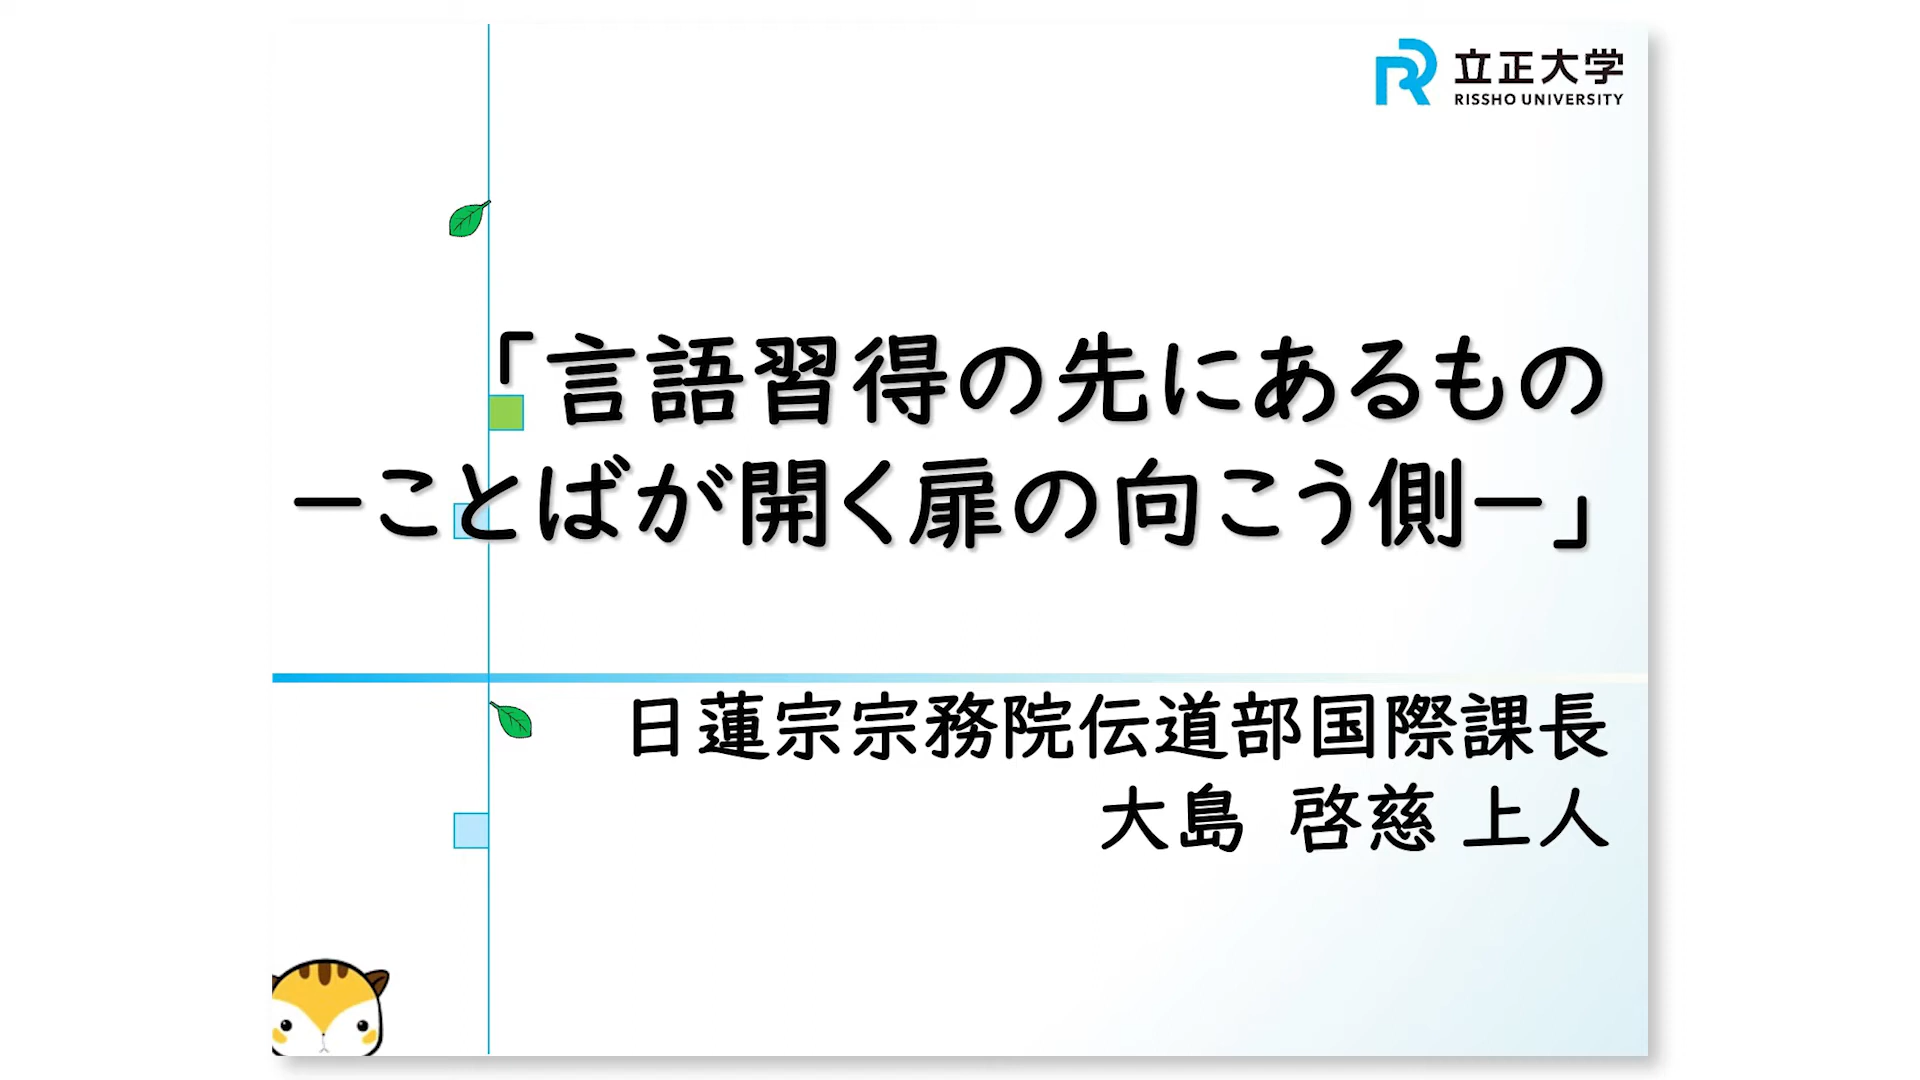 立正大学
RISSHO UNIVERSITY
「言語習得の先にあるもの
－ことばが開く扉の向こう側－」
日蓮宗宗務院伝道部国際課長
大島 啓慈 上人